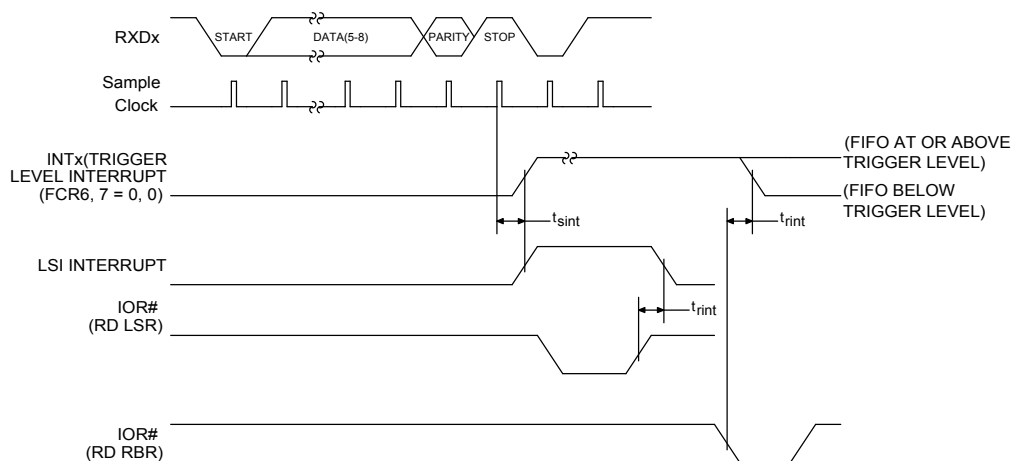 RXDx
START
DATA(5-8)
PARITY
STOP
Sample
Clock
INTx(TRIGGER
LEVEL INTERRUPT
(FCR6, 7 = 0, 0)
(FIFO AT OR ABOVE
TRIGGER LEVEL)
(FIFO BELOW
TRIGGER LEVEL)
tsint
trint
LSI INTERRUPT
IOR#
(RD LSR)
trint
IOR#
(RD RBR)